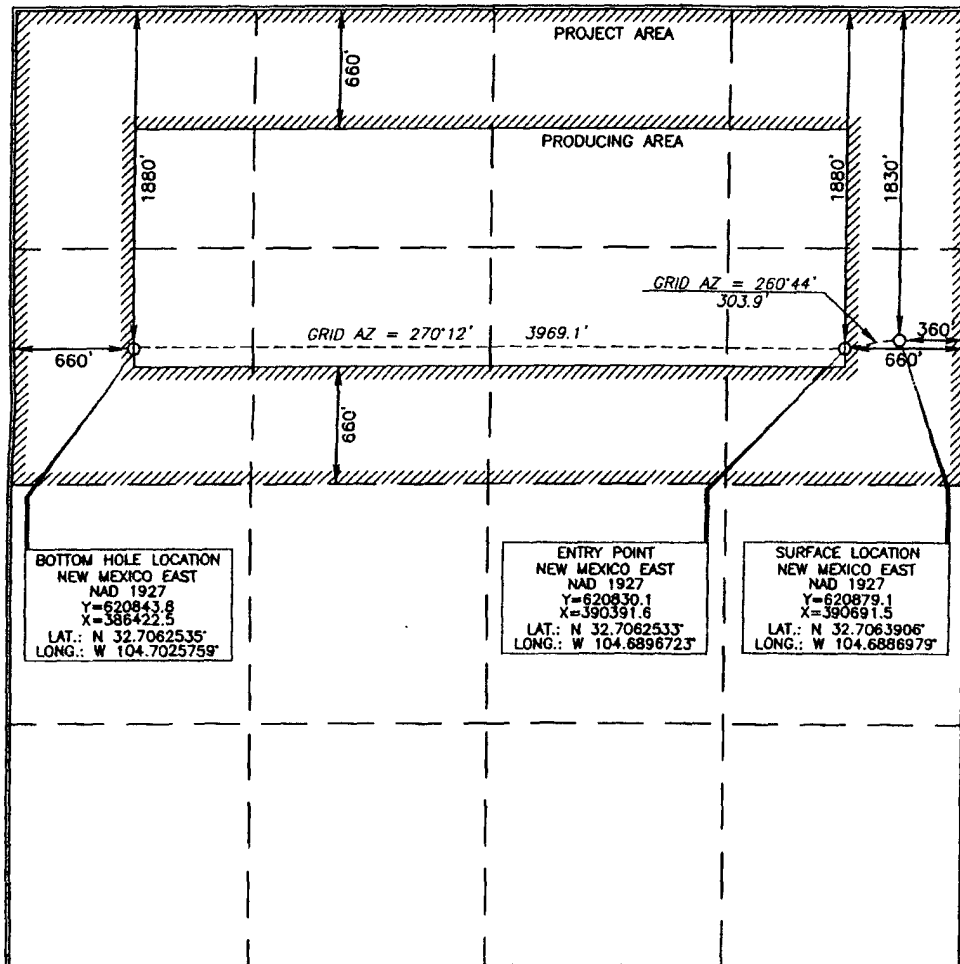 PROJECT AREA
660'
PRODUCING AREA
1880'
1880'
1830'
GRID AZ = 260°44'
303.9'
GRID AZ = 270°12' 3969.1'
360'
660'
660'
660'
BOTTOM HOLE LOCATION
NEW MEXICO EAST
NAD 1927
Y=620843.8
X=386422.5
LAT.: N 32.7062535°
LONG.: W 104.7025759°
ENTRY POINT
NEW MEXICO EAST
NAD 1927
Y=620830.1
X=390391.6
LAT.: N 32.7062533°
LONG.: W 104.6896723°
SURFACE LOCATION
NEW MEXICO EAST
NAD 1927
Y=620879.1
X=390691.5
LAT.: N 32.7063906°
LONG.: W 104.6886979°